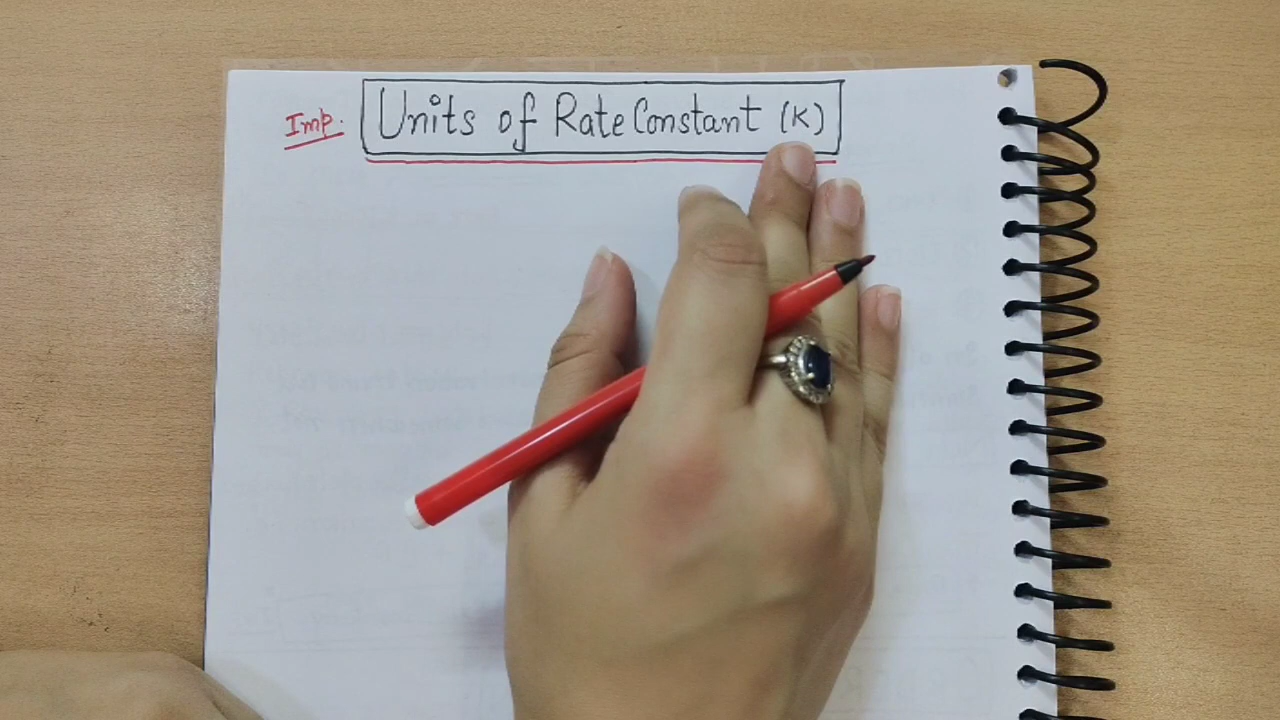 Imp. Units of Rate Constant (K)